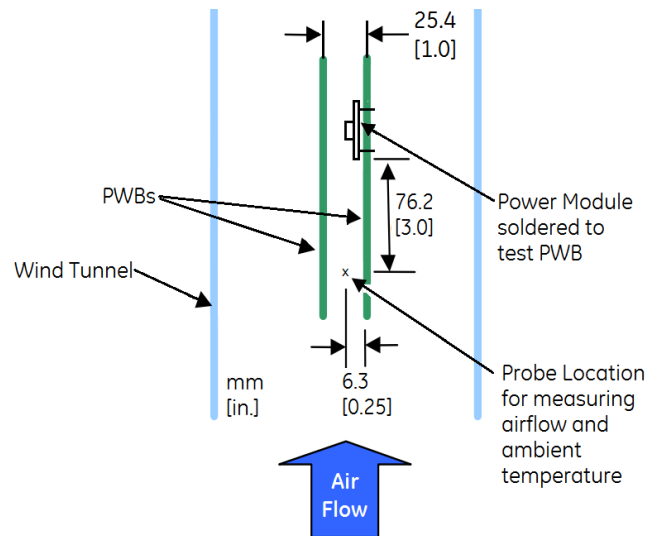 25.4
[1.0]
PWBs
76.2
[3.0]
Power Module
soldered to
test PWB
Wind Tunnel
x
mm
[in.]
6.3
[0.25]
Probe Location
for measuring
airflow and
ambient
temperature
Air
Flow